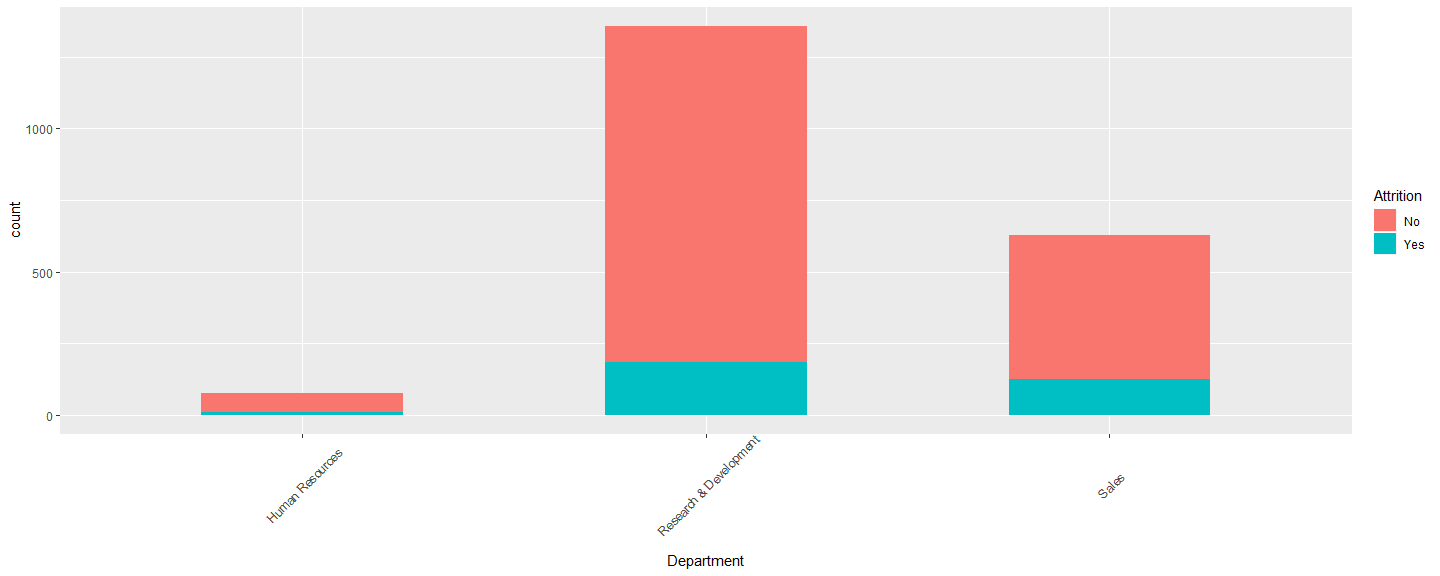 count
1000
500
0
Human Resources
Research & Development
Sales
Department
Attrition
No
Yes